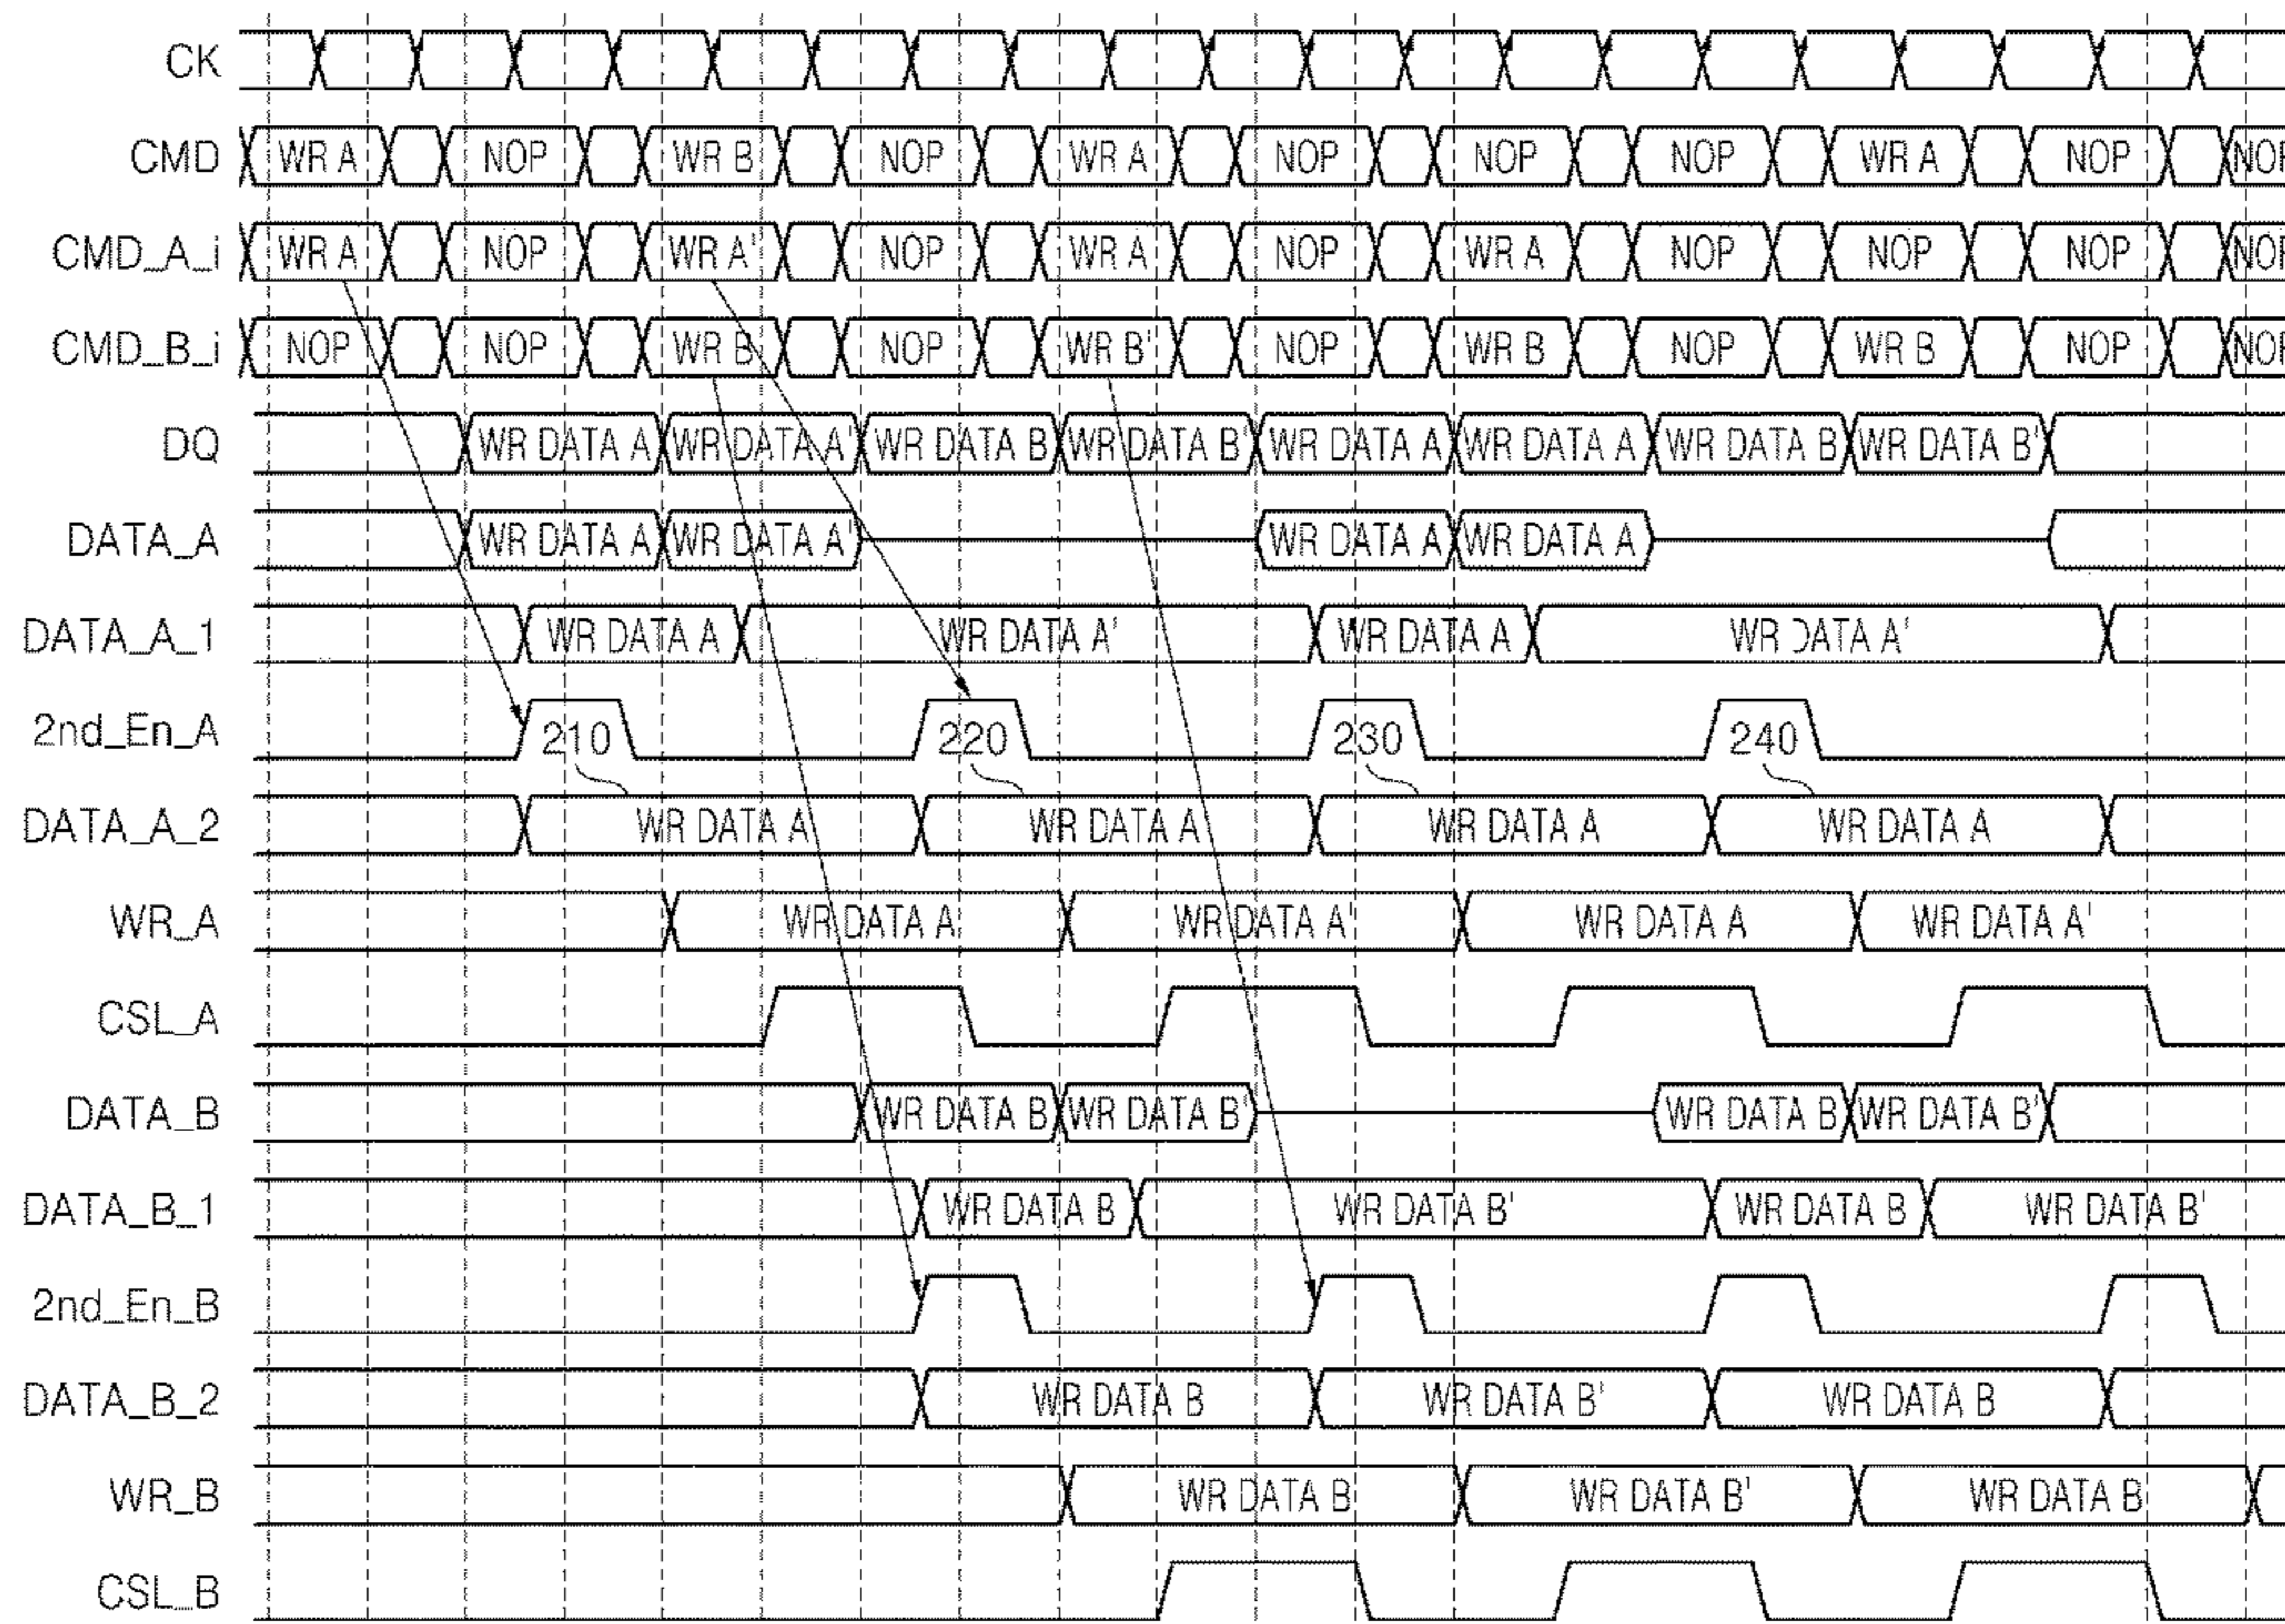 CK
CMD WR A NOP WR B NOP WR A NOP NOP NOP WR A NOP NOP
CMD_A_i WR A NOP WR A' NOP WR A NOP WR A NOP NOP NOP NOP
CMD_B_i NOP NOP WR B NOP WR B' NOP WR B NOP WR B NOP NOP
DQ WR DATA A WR DATA A' WR DATA B WR DATA B' WR DATA A WR DATA A WR DATA B WR DATA B'
DATA_A WR DATA A WR DATA A' WR DATA A WR DATA A
DATA_A_1 WR DATA A WR DATA A' WR DATA A WR DATA A'
2nd_En_A 210 220 230 240
DATA_A_2 WR DATA A WR DATA A WR DATA A WR DATA A
WR_A WR DATA A WR DATA A' WR DATA A WR DATA A'
CSL_A
DATA_B WR DATA B WR DATA B' WR DATA B WR DATA B'
DATA_B_1 WR DATA B WR DATA B' WR DATA B WR DATA B'
2nd_En_B
DATA_B_2 WR DATA B WR DATA B' WR DATA B
WR_B WR DATA B WR DATA B' WR DATA B
CSL_B